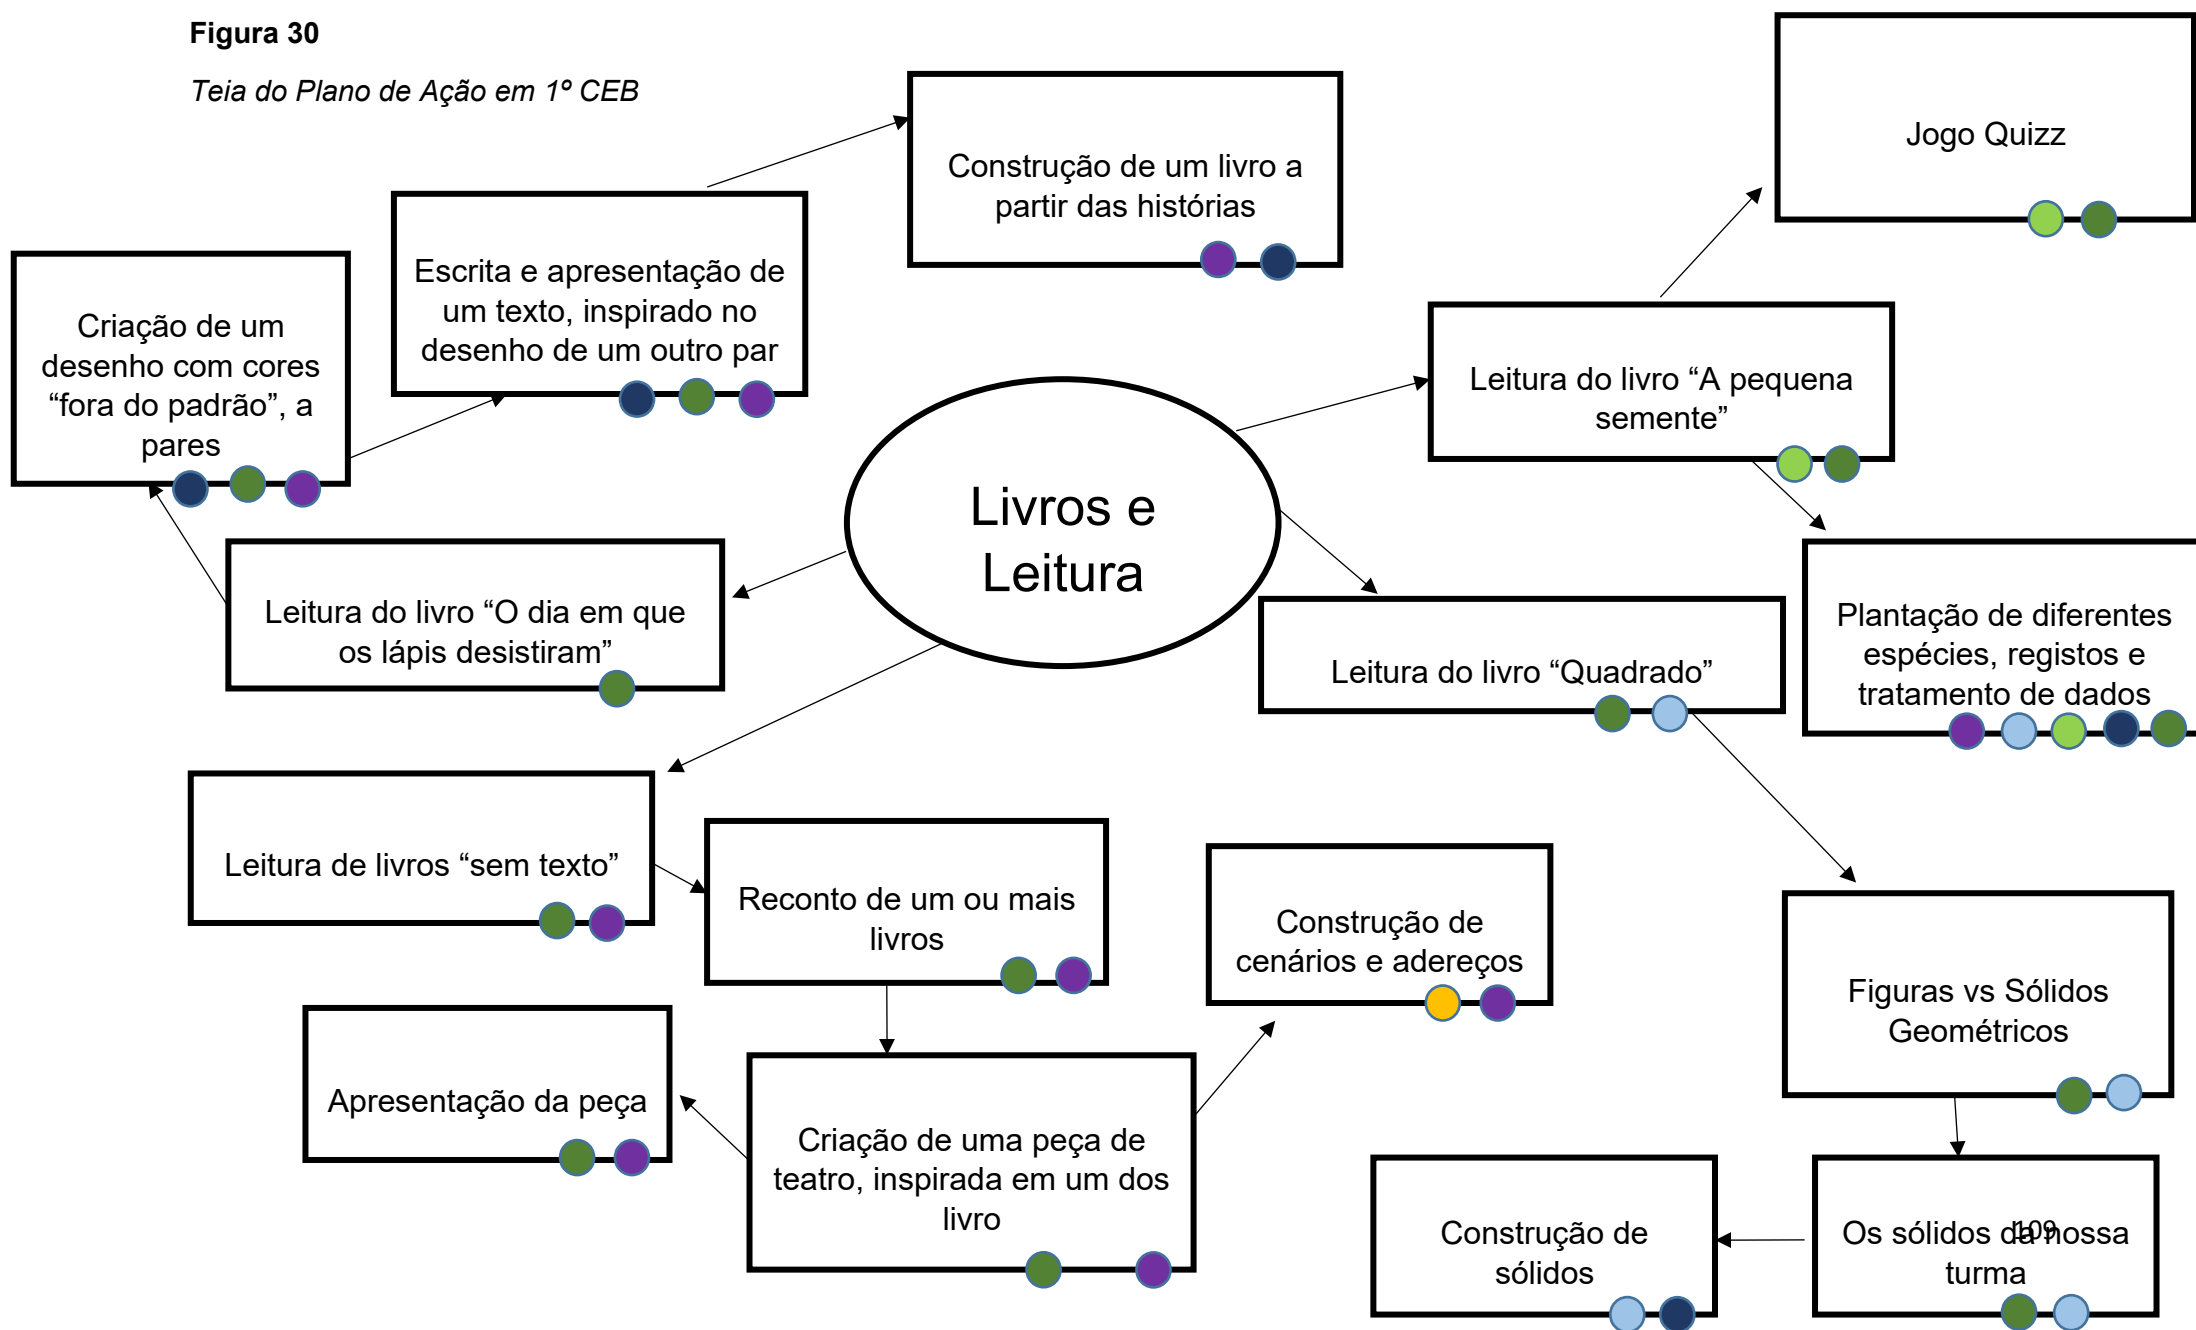 Figura 30
Teia do Plano de Ação em 1º CEB
Construção de um livro a
partir das histórias
Jogo Quizz
Escrita e apresentação de
um texto, inspirado no
desenho de um outro par
Criação de um
desenho com cores
“fora do padrão”, a
pares
Leitura do livro “A pequena
semente”
Livros e
Leitura
Leitura do livro “O dia em que
os lápis desistiram”
Leitura do livro “Quadrado”
Plantação de diferentes
espécies, registos e
tratamento de dados
Leitura de livros “sem texto”
Reconto de um ou mais
livros
Construção de
cenários e adereços
Figuras vs Sólidos
Geométricos
Apresentação da peça
Criação de uma peça de
teatro, inspirada em um dos
livro
Construção de
sólidos
Os sólidos da nossa
turma
109